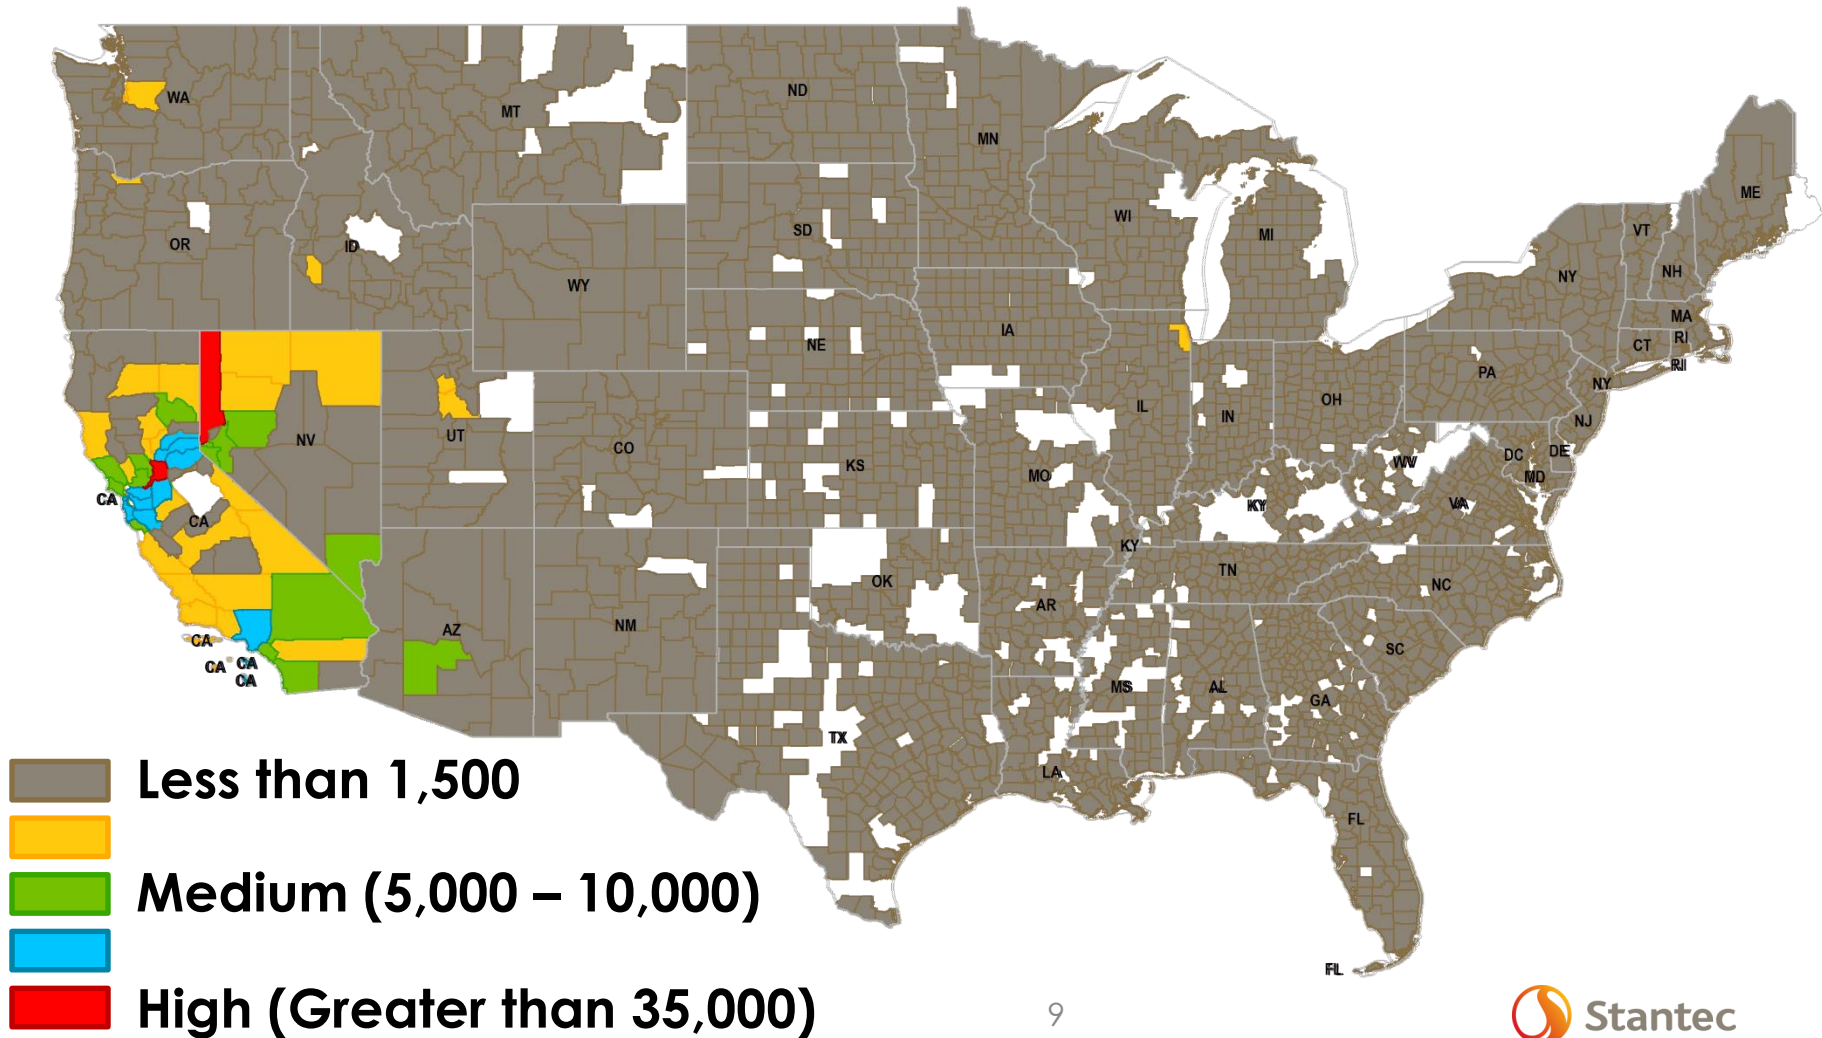 WA
MT
ND
MN
ME
OR
ID
SD
WI
MI
VT
NH
NY
WY
MA
IA
RI
CT
NE
RI
PA
NY
OH
IL
IN
NJ
NV
UT
CO
KS
MO
WV
DC
DE
MD
CA
CA
KY
VA
KY
OK
TN
NC
AR
AZ
NM
SC
CA
CA
CA
CA
MS
AL
GA
TX
LA
FL
FL
Less than 1,500
Medium (5,000 – 10,000)
High (Greater than 35,000)
9
Stantec